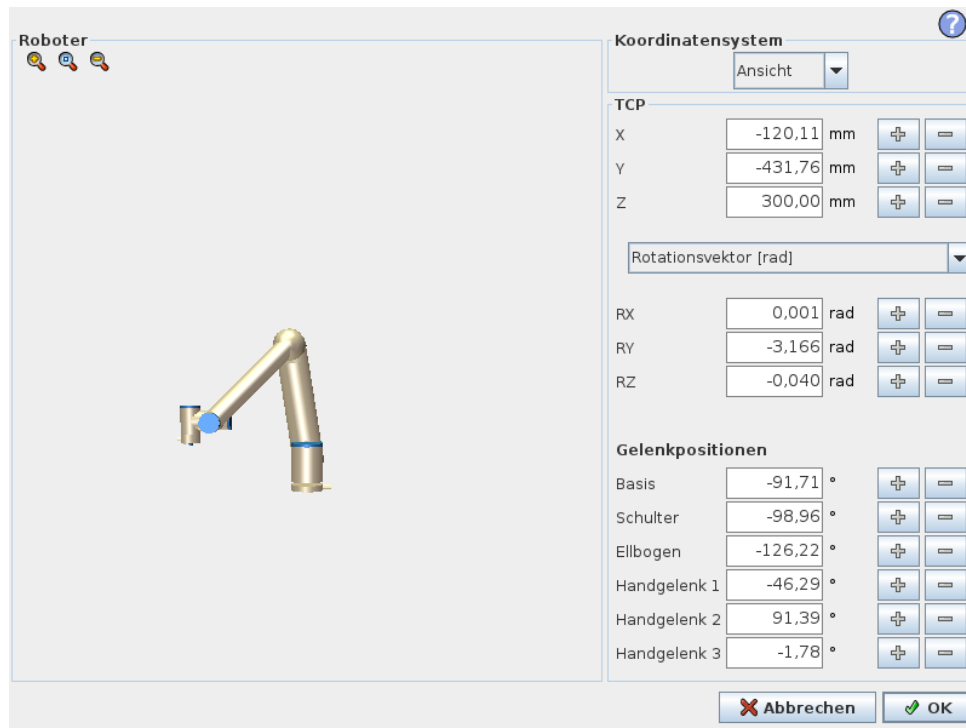 ?
Roboter
Koordinatensystem
Ansicht
TCP
X -120,11 mm
Y -431,76 mm
Z 300,00 mm
Rotationsvektor [rad]
RX 0,001 rad
RY -3,166 rad
RZ -0,040 rad
Gelenkpositionen
Basis -91,71 °
Schulter -98,96 °
Ellbogen -126,22 °
Handgelenk 1 -46,29 °
Handgelenk 2 91,39 °
Handgelenk 3 -1,78 °
Abbrechen OK